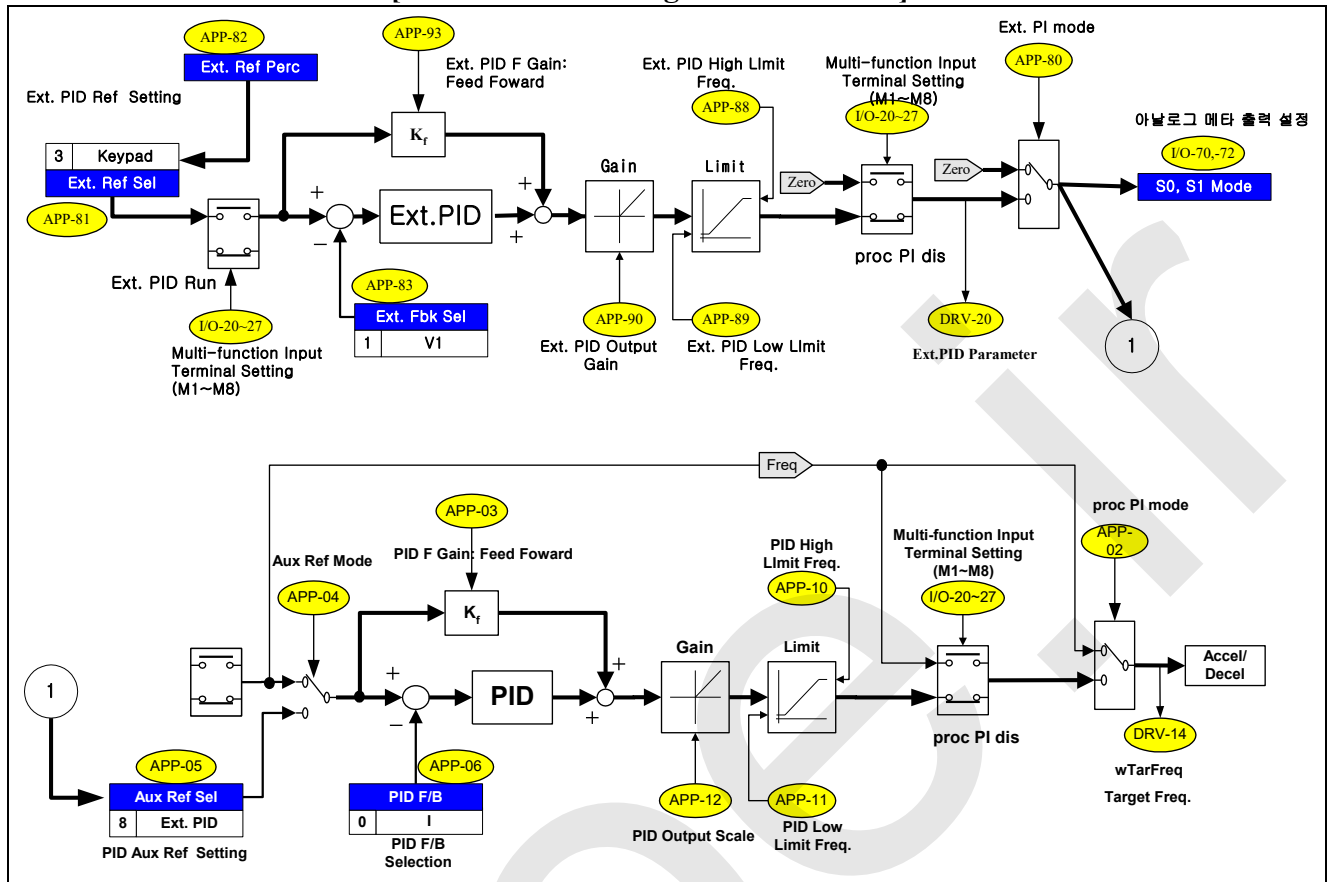 APP-82
Ext. Ref Perc
Ext. PID Ref Setting
3 Keypad
Ext. Ref Sel
APP-81
Ext. PID Run
I/O-20~27
Multi-function Input
Terminal Setting
(M1~M8)
APP-93
Ext. PID F Gain:
Feed Foward
Kf
+
−
Ext.PID
+
+
APP-83
Ext. Fbk Sel
1 V1
Gain
APP-90
Ext. PID Output
Gain
Ext. PID High LImit
Freq.
APP-88
Limit
APP-89
Ext. PID Low LImit
Freq.
Multi-function Input
Terminal Setting
(M1~M8)
I/O-20~27
Zero
proc PI dis
DRV-20
Ext.PID Parameter
Ext. PI mode
APP-80
Zero
아날로그 메타 출력 설정
I/O-70,-72
S0, S1 Mode
1
Freq
1
APP-05
Aux Ref Sel
8 Ext. PID
PID Aux Ref Setting
Aux Ref Mode
APP-04
APP-03
PID F Gain: Feed Foward
Kf
+
−
PID
+
+
APP-06
PID F/B
0 I
PID F/B
Selection
Gain
APP-12
PID Output Scale
PID High
LImit Freq.
APP-10
Limit
APP-11
PID Low
Limit Freq.
Multi-function Input
Terminal Setting
(M1~M8)
I/O-20~27
proc PI dis
proc PI mode
APP-
02
Accel/
Decel
DRV-14
wTarFreq
Target Freq.